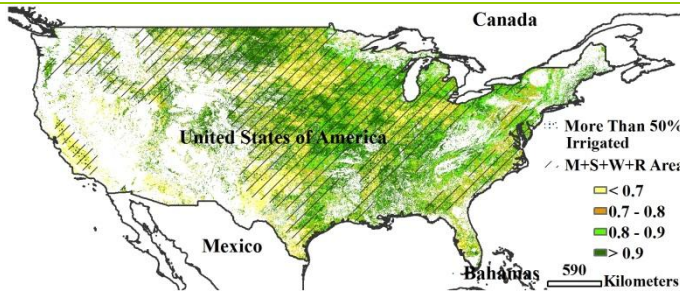 Canada
United States of America
More Than 50%
Irrigated
M+S+W+R Area
< 0.7
0.7 - 0.8
0.8 - 0.9
> 0.9
Mexico
Bahamas
590
Kilometers